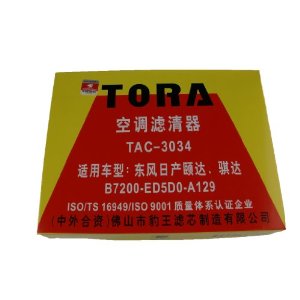 TORA
空调滤清器
TAC-3034
适用车型：东风日产颐达、骐达
B7200-ED5D0-A129
ISO/TS 16949/ISO 9001 质量体系认证企业
(中外合资)佛山市豹王滤芯制造有限公司